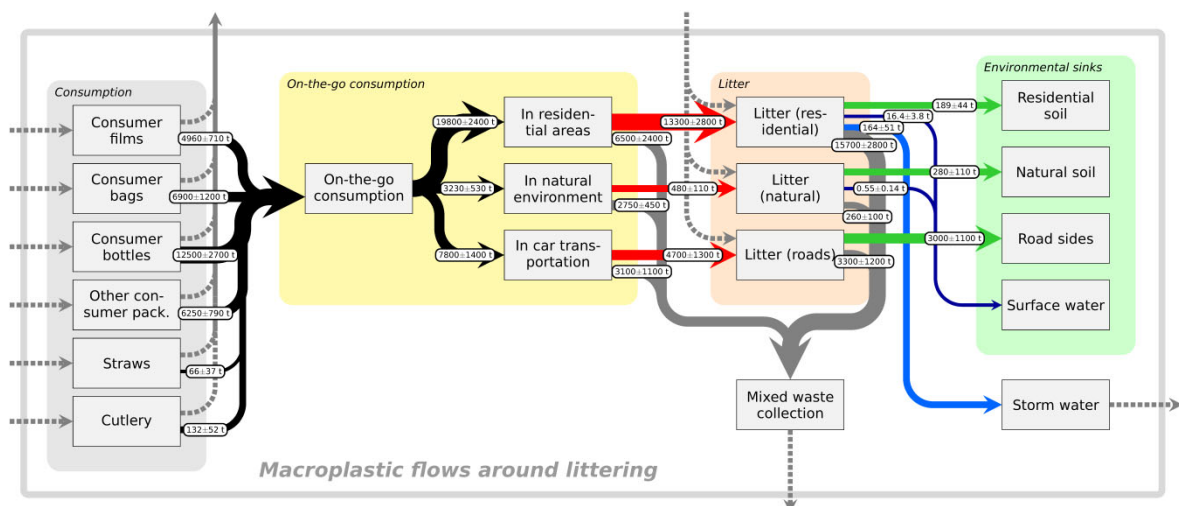 Consumption
Consumer
films
4960±710 t
Consumer
bags
6900±1200 t
Consumer
bottles
12500±2700 t
Other con-
sumer pack.
6250±790 t
Straws
66±37 t
Cutlery
132±52 t
On-the-go consumption
On-the-go
consumption
19800±2400 t
3230±530 t
7800±1400 t
In residen-
tial areas
In natural
environment
In car trans-
portation
13300±2800 t
6500±2400 t
480±110 t
2750±450 t
4700±1300 t
3100±1100 t
Litter
Litter (res-
idential)
Litter
(natural)
Litter (roads)
189±44 t
16.4±3.8 t
164±51 t
15700±2800 t
280±110 t
0.55±0.14 t
260±100 t
3000±1100 t
3300±1200 t
Environmental sinks
Residential
soil
Natural soil
Road sides
Surface water
Mixed waste
collection
Storm water
Macroplastic flows around littering